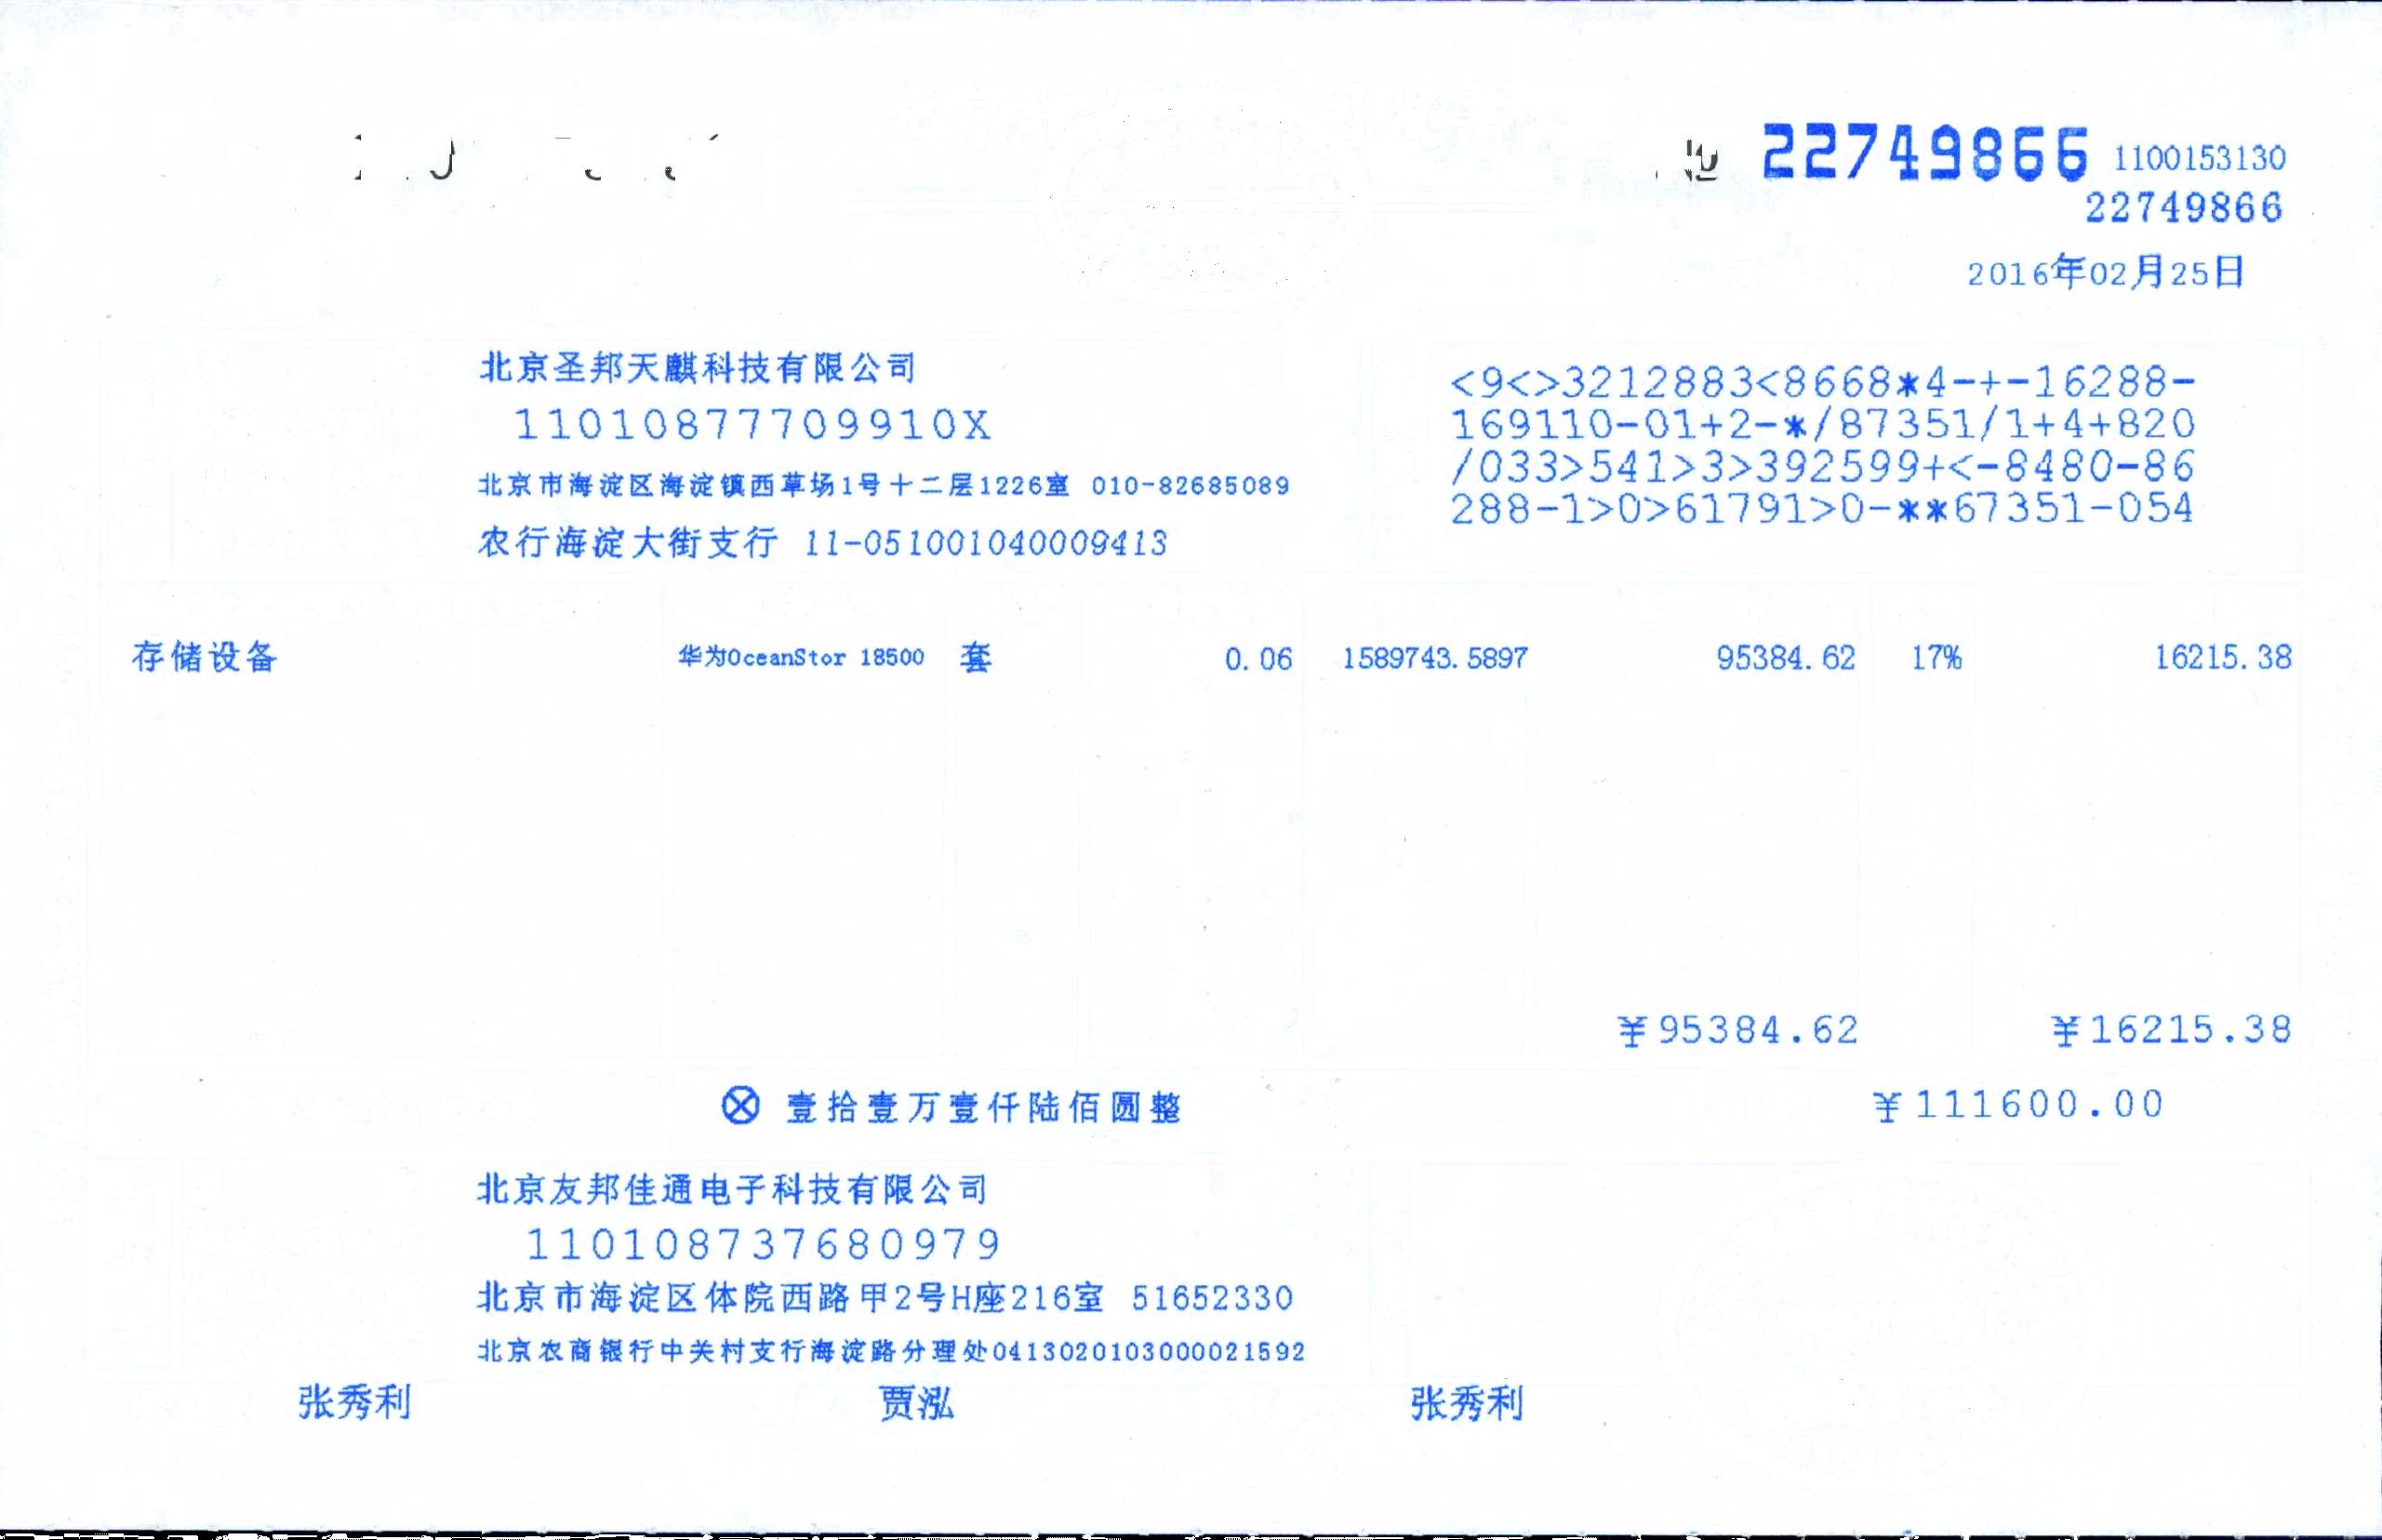 22749866 1100153130
22749866
2016年02月25日
北京圣邦天麒科技有限公司
11010877709910X
北京市海淀区海淀镇西草场1号十二层1226室 010-82685089
农行海淀大街支行 11-051001040009413
<9<>3212883<8668*4-+-16288-
169110-01+2-*/87351/1+4+820
/033>541>3>392599+<-8480-86
288-1>0>61791>0-**67351-054
存储设备 华为OceanStor 18500 套 0.06 1589743.5897 95384.62 17% 16215.38
¥95384.62 ¥16215.38
ⓧ 壹拾壹万壹仟陆佰圆整 ¥111600.00
北京友邦佳通电子科技有限公司
110108737680979
北京市海淀区体院西路甲2号H座216室 51652330
北京农商银行中关村支行海淀路分理处0413020103000021592
张秀利 贾泓 张秀利